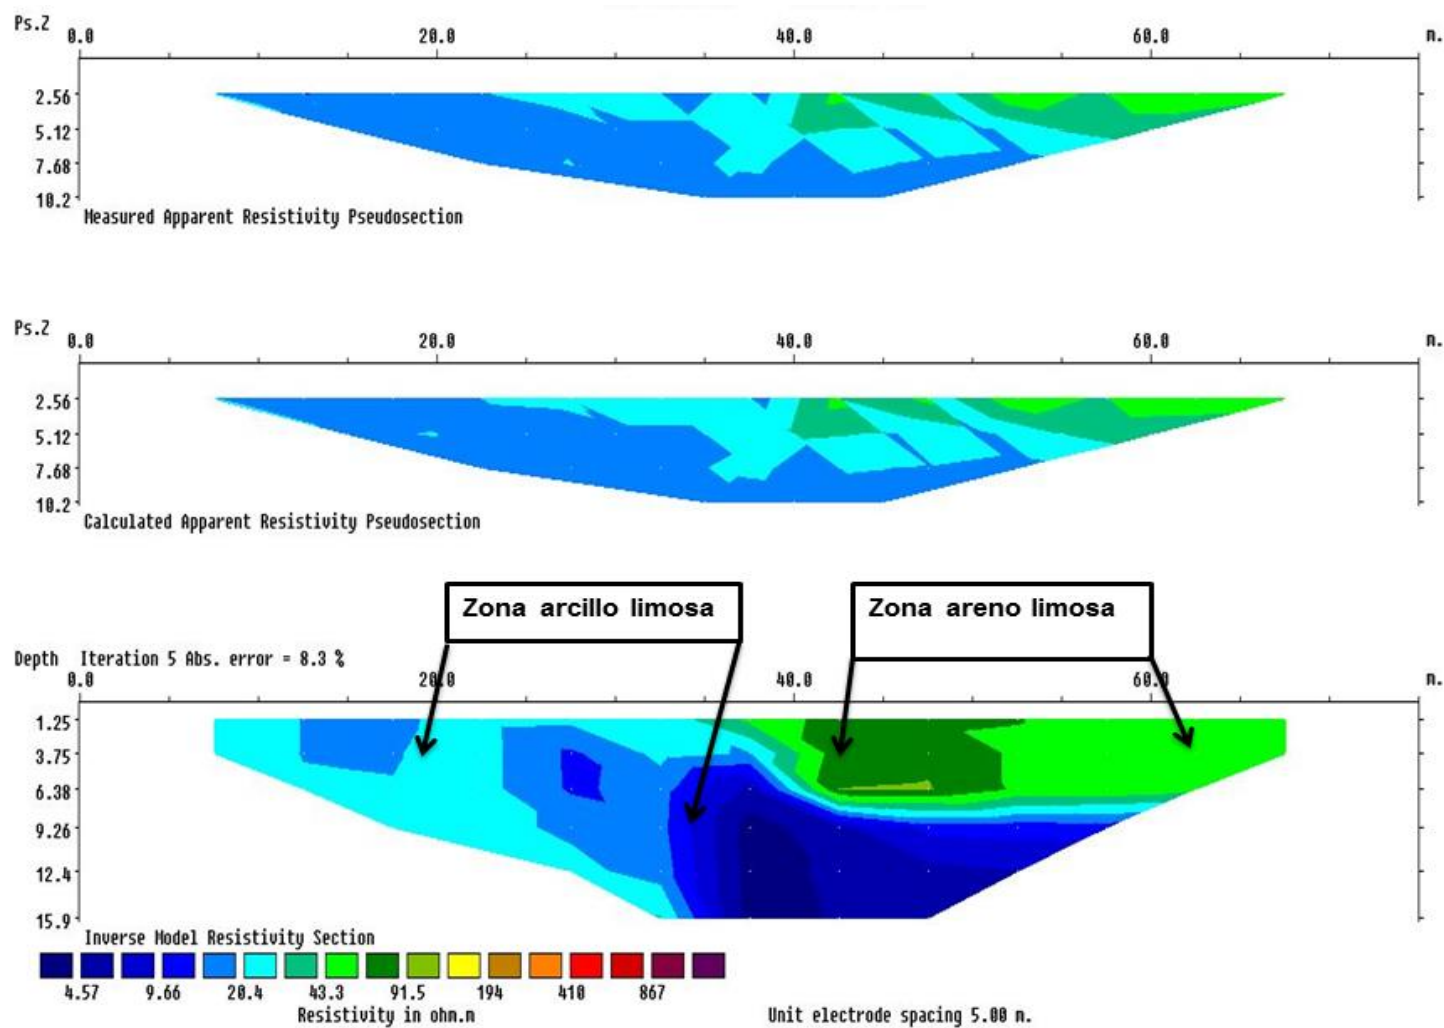 Ps.Z
0.0 20.0 40.0 60.0 m.
2.56
5.12
7.68
10.2
Measured Apparent Resistivity Pseudosection
Ps.Z
0.0 20.0 40.0 60.0 m.
2.56
5.12
7.68
10.2
Calculated Apparent Resistivity Pseudosection
Zona arcillo limosa
Zona areno limosa
Depth Iteration 5 Abs. error = 8.3 %
0.0 20.0 40.0 60.0 m.
1.25
3.75
6.38
9.26
12.4
15.9
Inverse Model Resistivity Section
4.57 9.66 20.4 43.3 91.5 194 410 867
Resistivity in ohm.m
Unit electrode spacing 5.00 m.